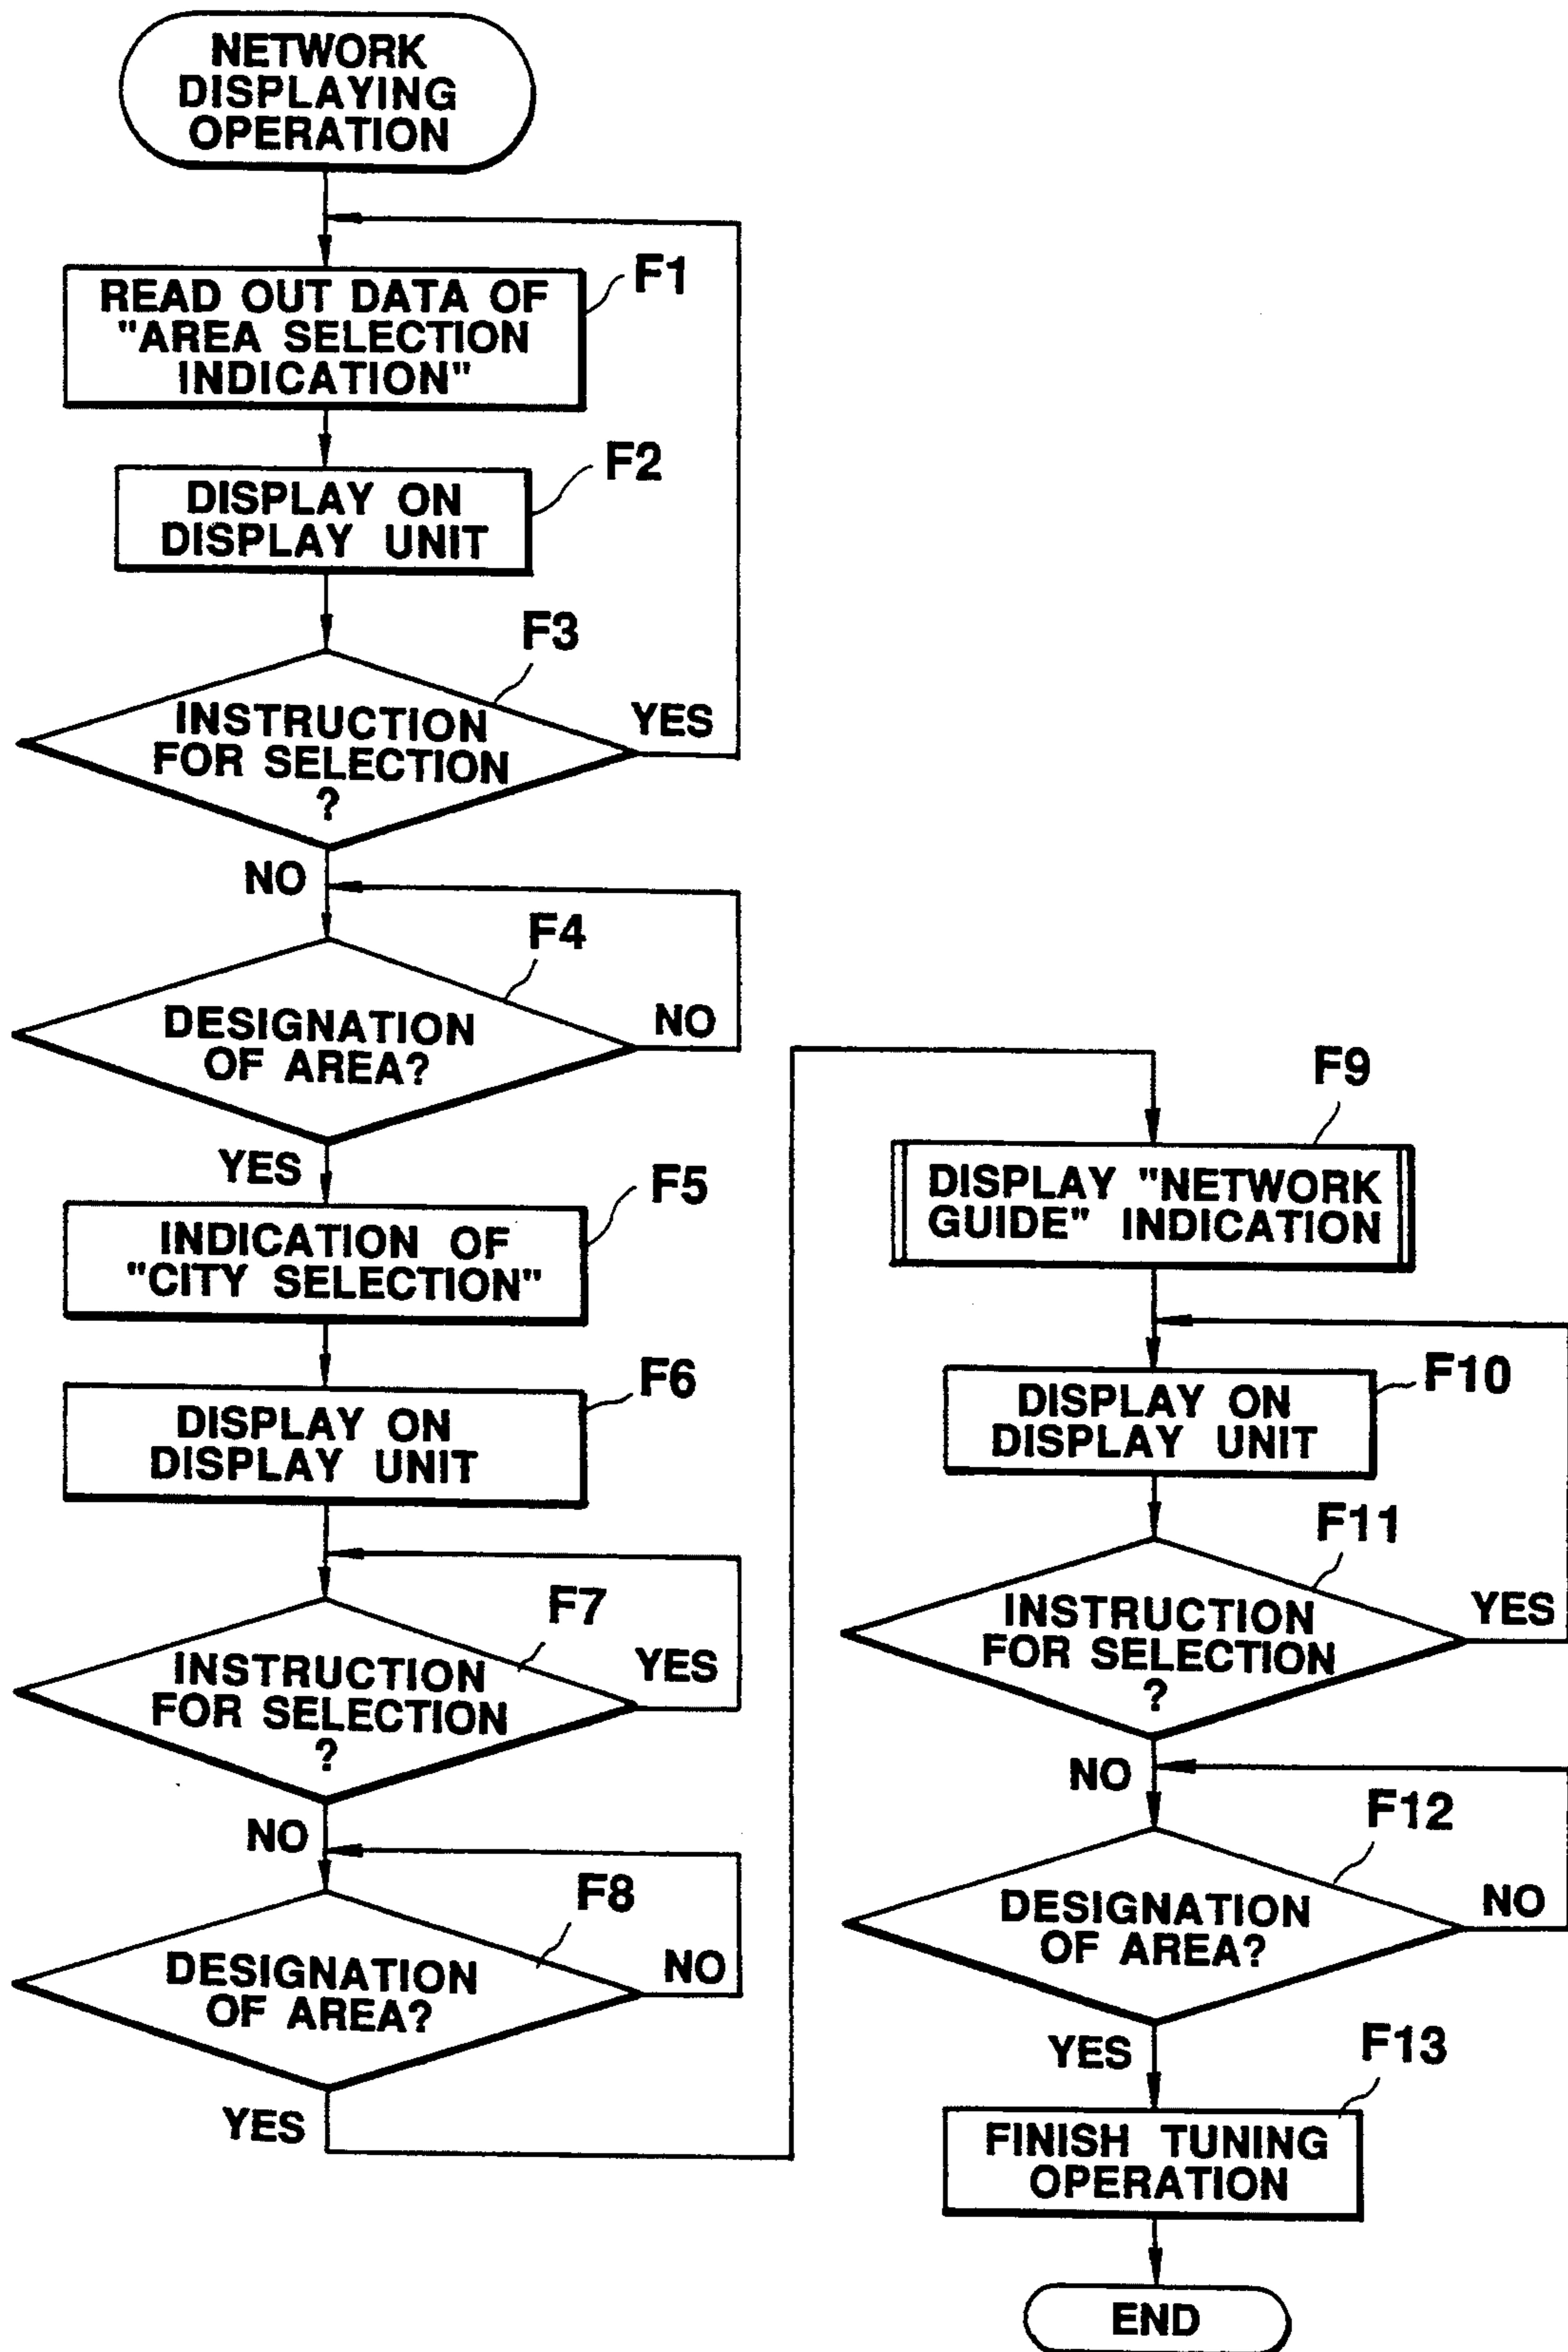 NETWORK
DISPLAYING
OPERATION
READ OUT DATA OF
"AREA SELECTION
INDICATION"
F1
DISPLAY ON
DISPLAY UNIT
F2
F3
INSTRUCTION
FOR SELECTION
?
YES
NO
F4
DESIGNATION
OF AREA?
NO
YES
INDICATION OF
"CITY SELECTION"
F5
DISPLAY ON
DISPLAY UNIT
F6
F7
INSTRUCTION
FOR SELECTION
?
YES
NO
F8
DESIGNATION
OF AREA?
NO
YES
F9
DISPLAY "NETWORK
GUIDE" INDICATION
DISPLAY ON
DISPLAY UNIT
F10
F11
INSTRUCTION
FOR SELECTION
?
YES
NO
F12
DESIGNATION
OF AREA?
NO
YES
F13
FINISH TUNING
OPERATION
END